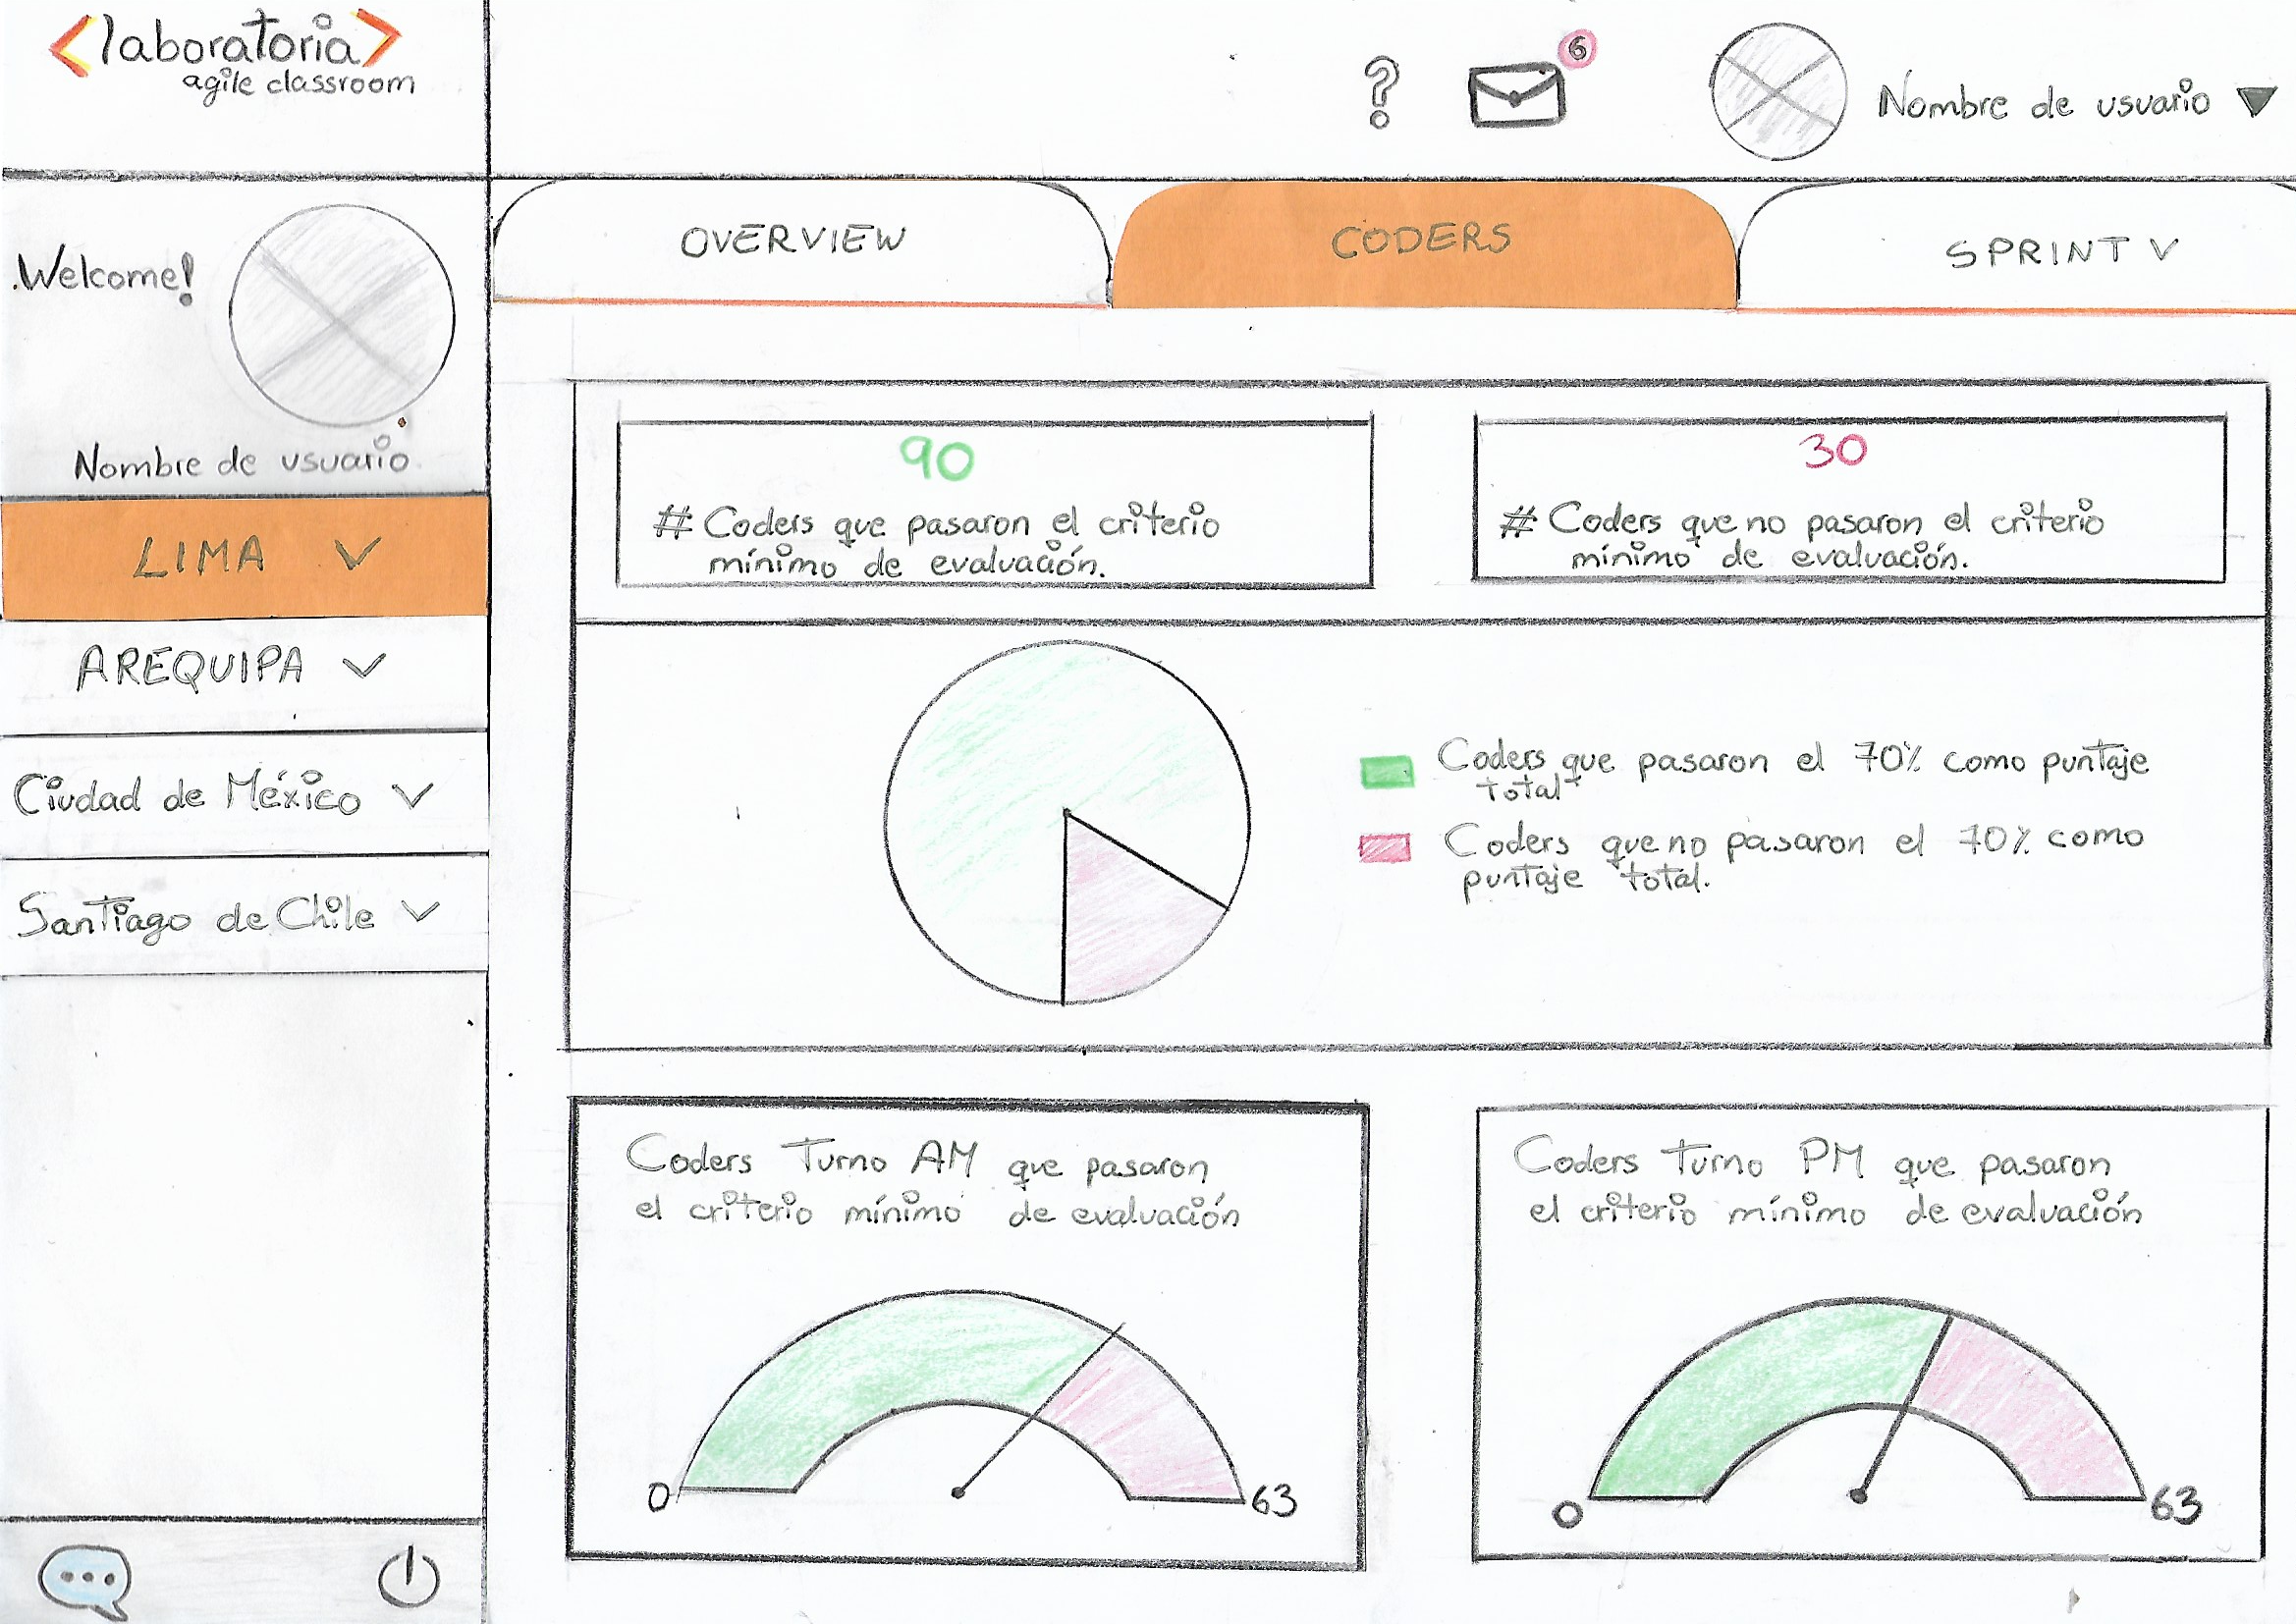 <laboratoria>
agile classroom
?
6
Nombre de usuario
OVERVIEW
CODERS
SPRINT
Welcome!
Nombre de usuario
LIMA
AREQUIPA
Ciudad de México
Santiago de Chile
90
# Coders que pasaron el criterio
mínimo de evaluación.
30
# Coders que no pasaron el criterio
mínimo de evaluación.
Coders que pasaron el 70% como puntaje
total
Coders que no pasaron el 70% como
puntaje total.
Coders Turno AM que pasaron
el criterio mínimo de evaluación
0
63
Coders Turno PM que pasaron
el criterio mínimo de evaluación
0
63